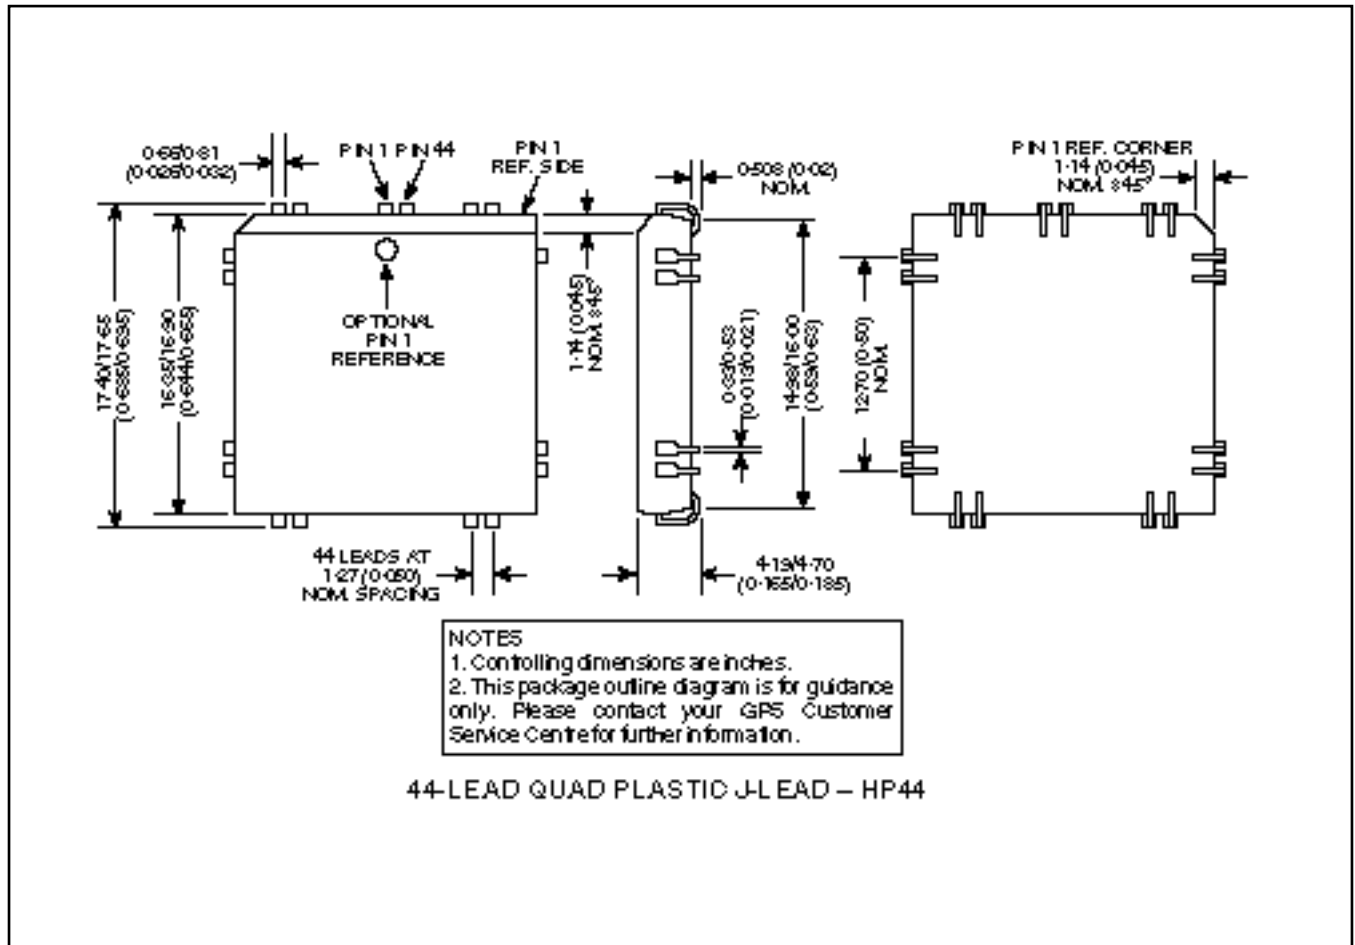 0·66/0·81
(0·026/0·032)
PIN 1 PIN 44
PIN 1
REF. SIDE
0·508 (0·02)
NOM.
PIN 1 REF. CORNER
1·14 (0·045)
NOM. 345°
17·40/17·65
(0·685/0·695)
16·35/16·90
(0·644/0·665)
OPTIONAL
PIN 1
REFERENCE
1·14 (0·045)
NOM. 345°
0·33/0·53
(0·013/0·021)
14·98/16·00
(0·59/0·63)
12·70 (0·50)
NOM.
44 LEADS AT
1·27 (0·050)
NOM. SPACING
4·19/4·70
(0·165/0·185)
NOTES
1. Controlling dimensions are inches.
2. This package outline diagram is for guidance
only. Please contact your GPS Customer
Service Centre for further information.
44-LEAD QUAD PLASTIC J-LEAD – HP44